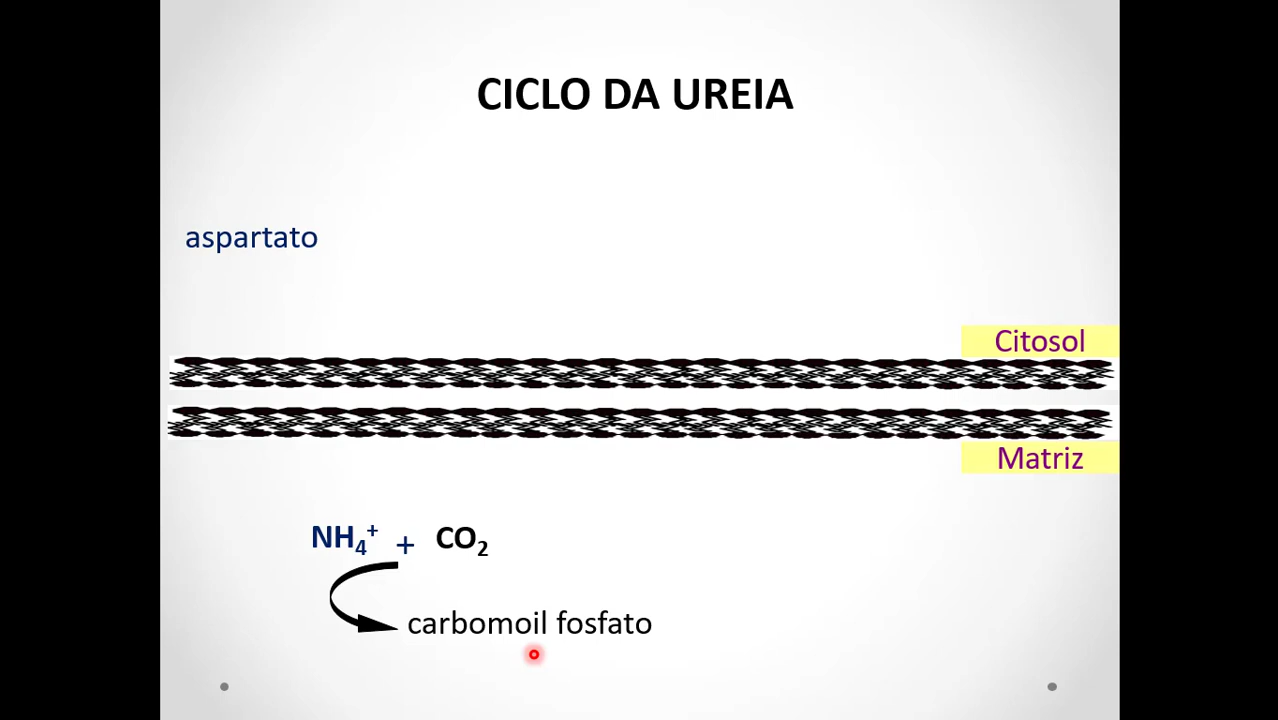 CICLO DA UREIA
aspartato
Citosol
Matriz
NH₄⁺ + CO₂
carbomoil fosfato